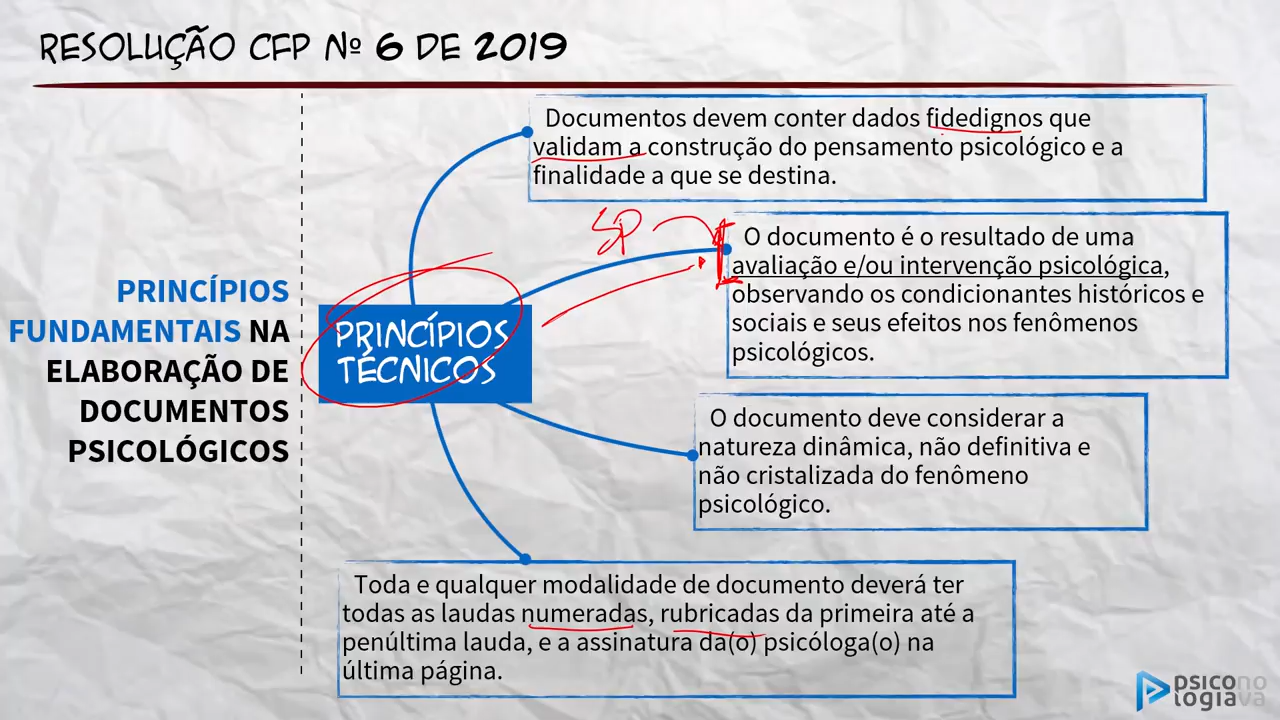 RESOLUÇÃO CFP Nº 6 DE 2019
Documentos devem conter dados fidedignos que
validam a construção do pensamento psicológico e a
finalidade a que se destina.
SP
O documento é o resultado de uma
avaliação e/ou intervenção psicológica,
observando os condicionantes históricos e
sociais e seus efeitos nos fenômenos
psicológicos.
PRINCÍPIOS
FUNDAMENTAIS NA
ELABORAÇÃO DE
DOCUMENTOS
PSICOLÓGICOS
PRINCÍPIOS
TÉCNICOS
O documento deve considerar a
natureza dinâmica, não definitiva e
não cristalizada do fenômeno
psicológico.
Toda e qualquer modalidade de documento deverá ter
todas as laudas numeradas, rubricadas da primeira até a
penúltima lauda, e a assinatura da(o) psicóloga(o) na
última página.
psicono
logiava